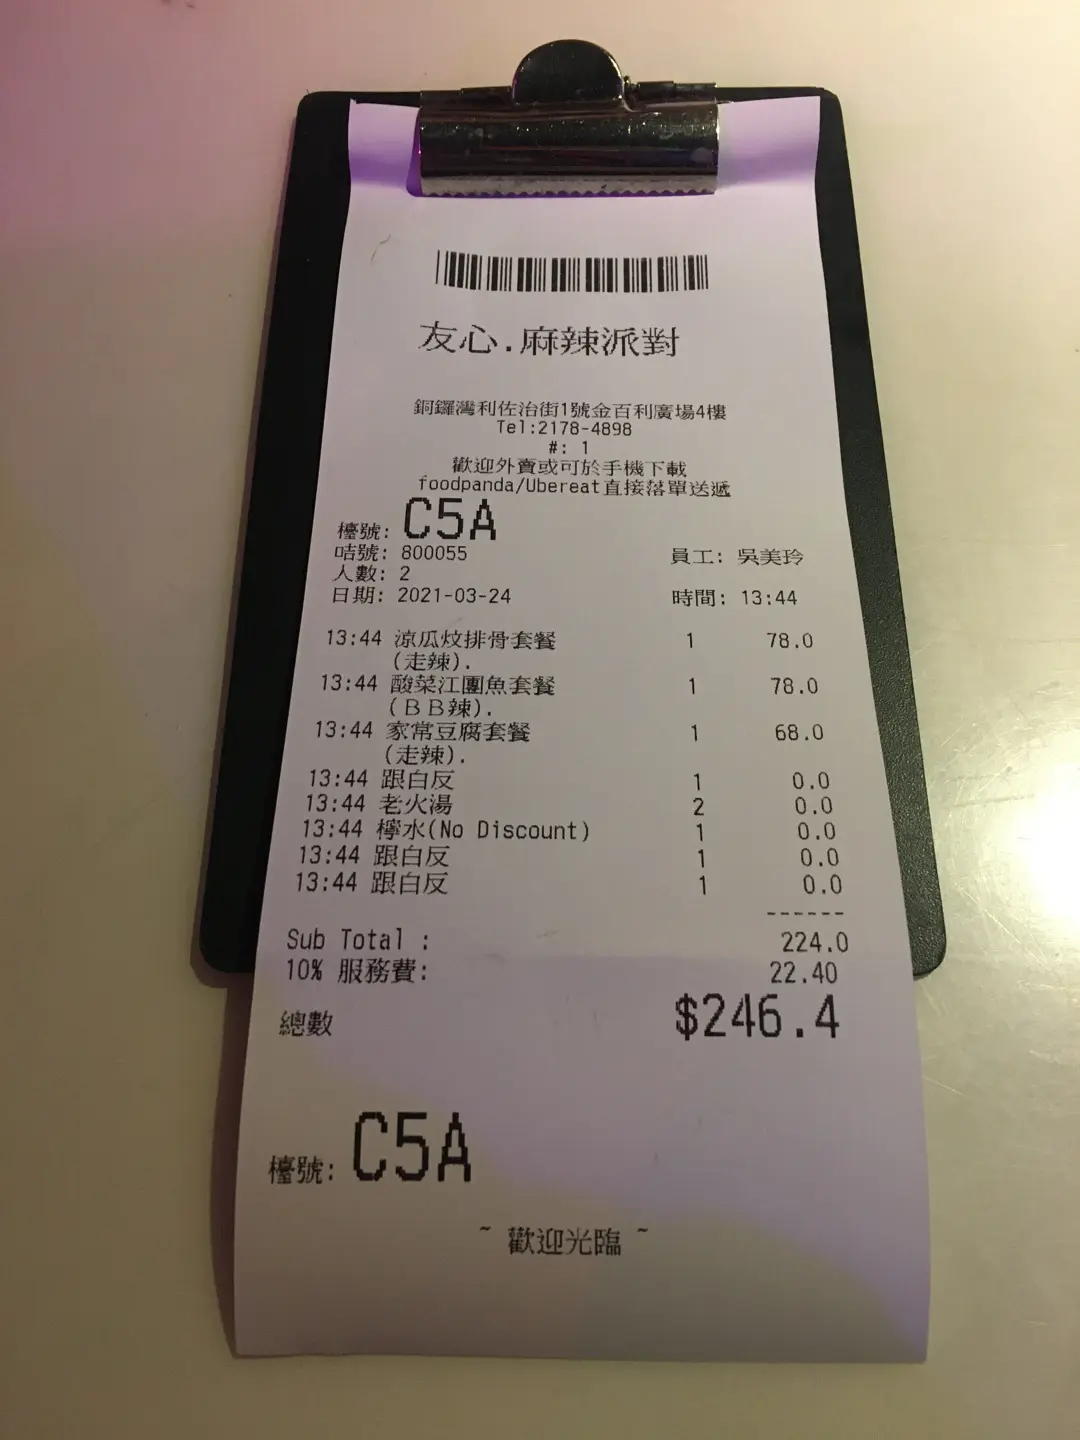 友心.麻辣派對
銅鑼灣利佐治街1號金百利廣場4樓
Tel:2178-4898
#: 1
歡迎外賣或可於手機下載
foodpanda/Ubereat直接落單送遞
檯號: C5A
咭號: 800055 員工: 吳美玲
人數: 2
日期: 2021-03-24 時間: 13:44
13:44 涼瓜炆排骨套餐 1 78.0
(走辣).
13:44 酸菜江團魚套餐 1 78.0
(ＢＢ辣).
13:44 家常豆腐套餐 1 68.0
(走辣).
13:44 跟白反 1 0.0
13:44 老火湯 2 0.0
13:44 檸水(No Discount) 1 0.0
13:44 跟白反 1 0.0
13:44 跟白反 1 0.0
------
Sub Total : 224.0
10% 服務費: 22.40
總數 $246.4
檯號: C5A
~ 歡迎光臨 ~